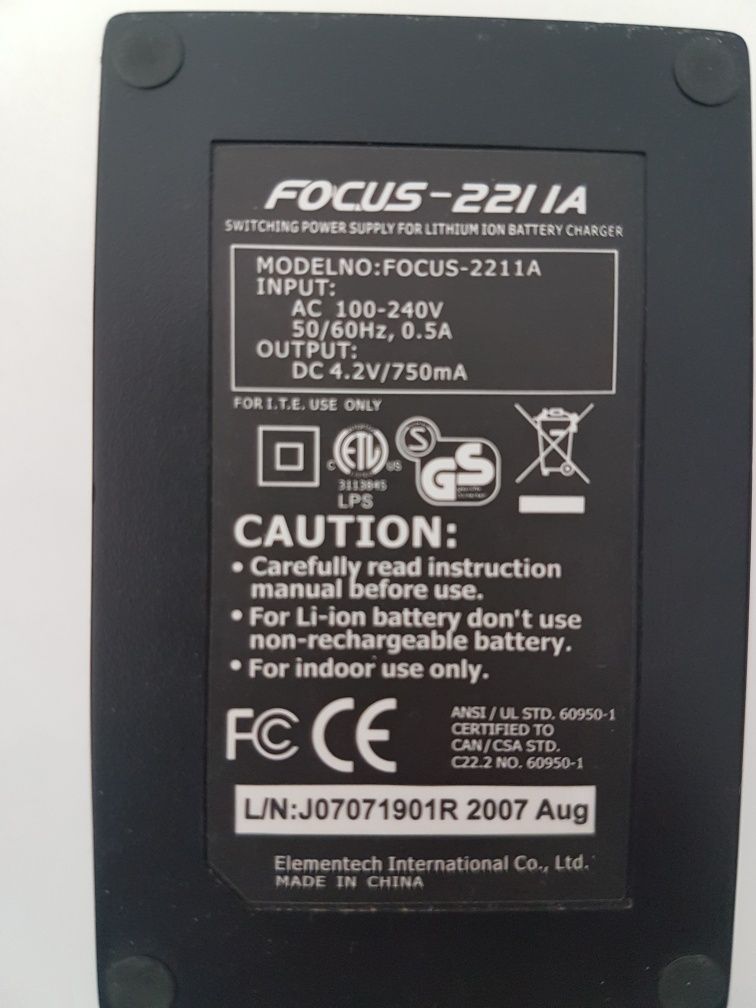 FOCUS-2211A
SWITCHING POWER SUPPLY FOR LITHIUM ION BATTERY CHARGER
MODELNO:FOCUS-2211A
INPUT:
AC 100-240V
50/60Hz, 0.5A
OUTPUT:
DC 4.2V/750mA
FOR I.T.E. USE ONLY
C ETL US
S GS
3113845
LPS
CAUTION:
• Carefully read instruction
manual before use.
• For Li-ion battery don't use
non-rechargeable battery.
• For indoor use only.
FC CE
ANSI / UL STD. 60950-1
CERTIFIED TO
CAN/CSA STD.
C22.2 NO. 60950-1
L/N:J07071901R 2007 Aug
Elementech International Co., Ltd.
MADE IN CHINA